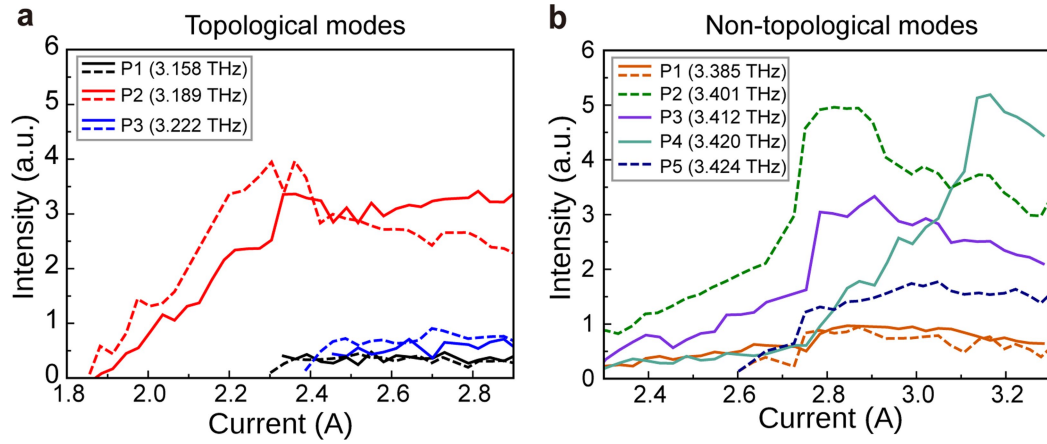 a
Topological modes
6
5
4
3
2
1
0
Intensity (a.u.)
P1 (3.158 THz)
P2 (3.189 THz)
P3 (3.222 THz)
1.8 2.0 2.2 2.4 2.6 2.8
Current (A)
b
Non-topological modes
6
5
4
3
2
1
0
Intensity (a.u.)
P1 (3.385 THz)
P2 (3.401 THz)
P3 (3.412 THz)
P4 (3.420 THz)
P5 (3.424 THz)
2.4 2.6 2.8 3.0 3.2
Current (A)